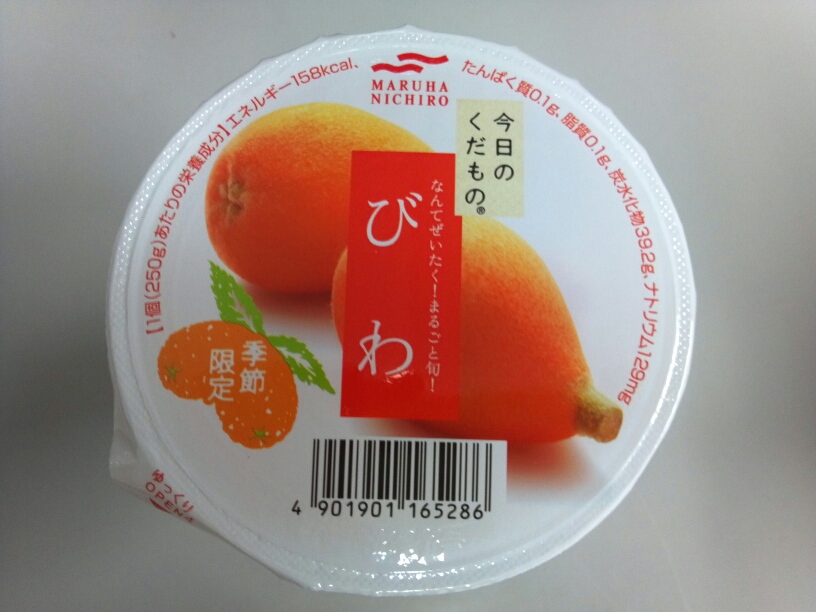 MARUHA
NICHIRO
【1個(250g)あたりの栄養成分】エネルギー158kcal、たんぱく質0.1g、脂質0.1g、炭水化物39.2g、ナトリウム129mg
今日の
くだもの®
なんてぜいたく!まるごと旬!
びわ
季節
限定
4 901901 165286
ゆっくり
OPEN